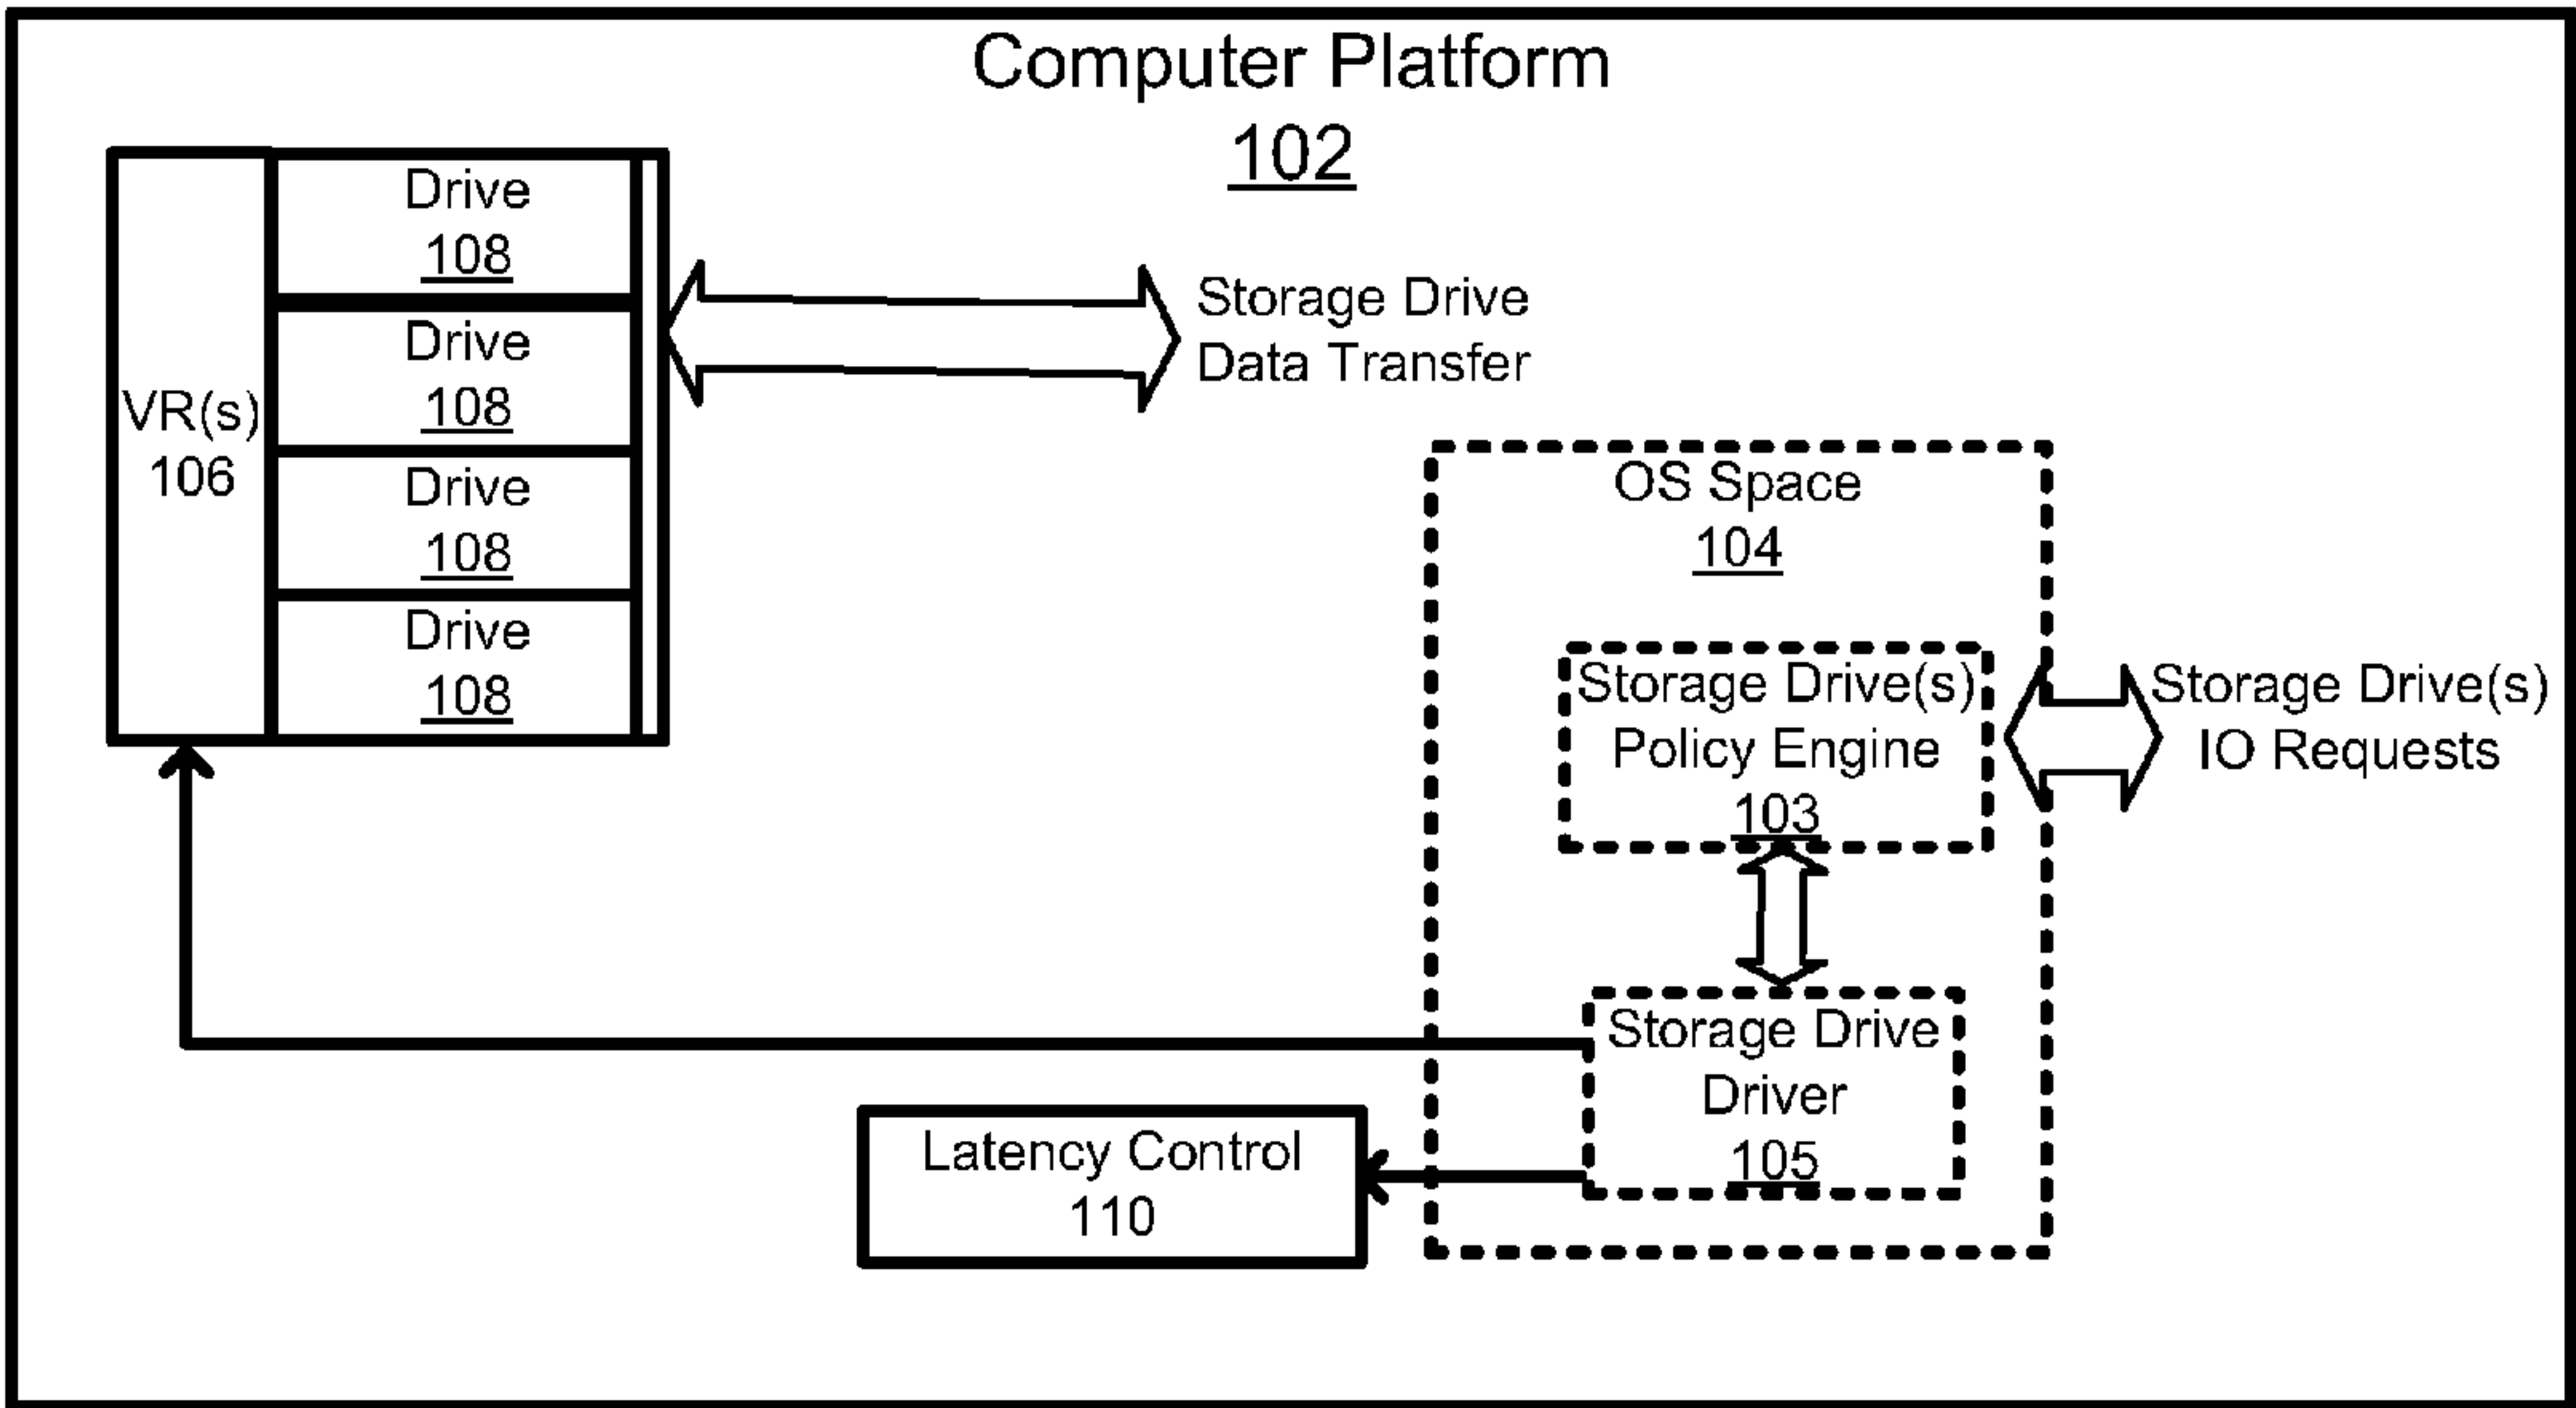 Computer Platform
102
Drive
108
Drive
108
Drive
108
Drive
108
VR(s)
106
Storage Drive
Data Transfer
OS Space
104
Storage Drive(s)
Policy Engine
103
Storage Drive(s)
IO Requests
Storage Drive
Driver
105
Latency Control
110